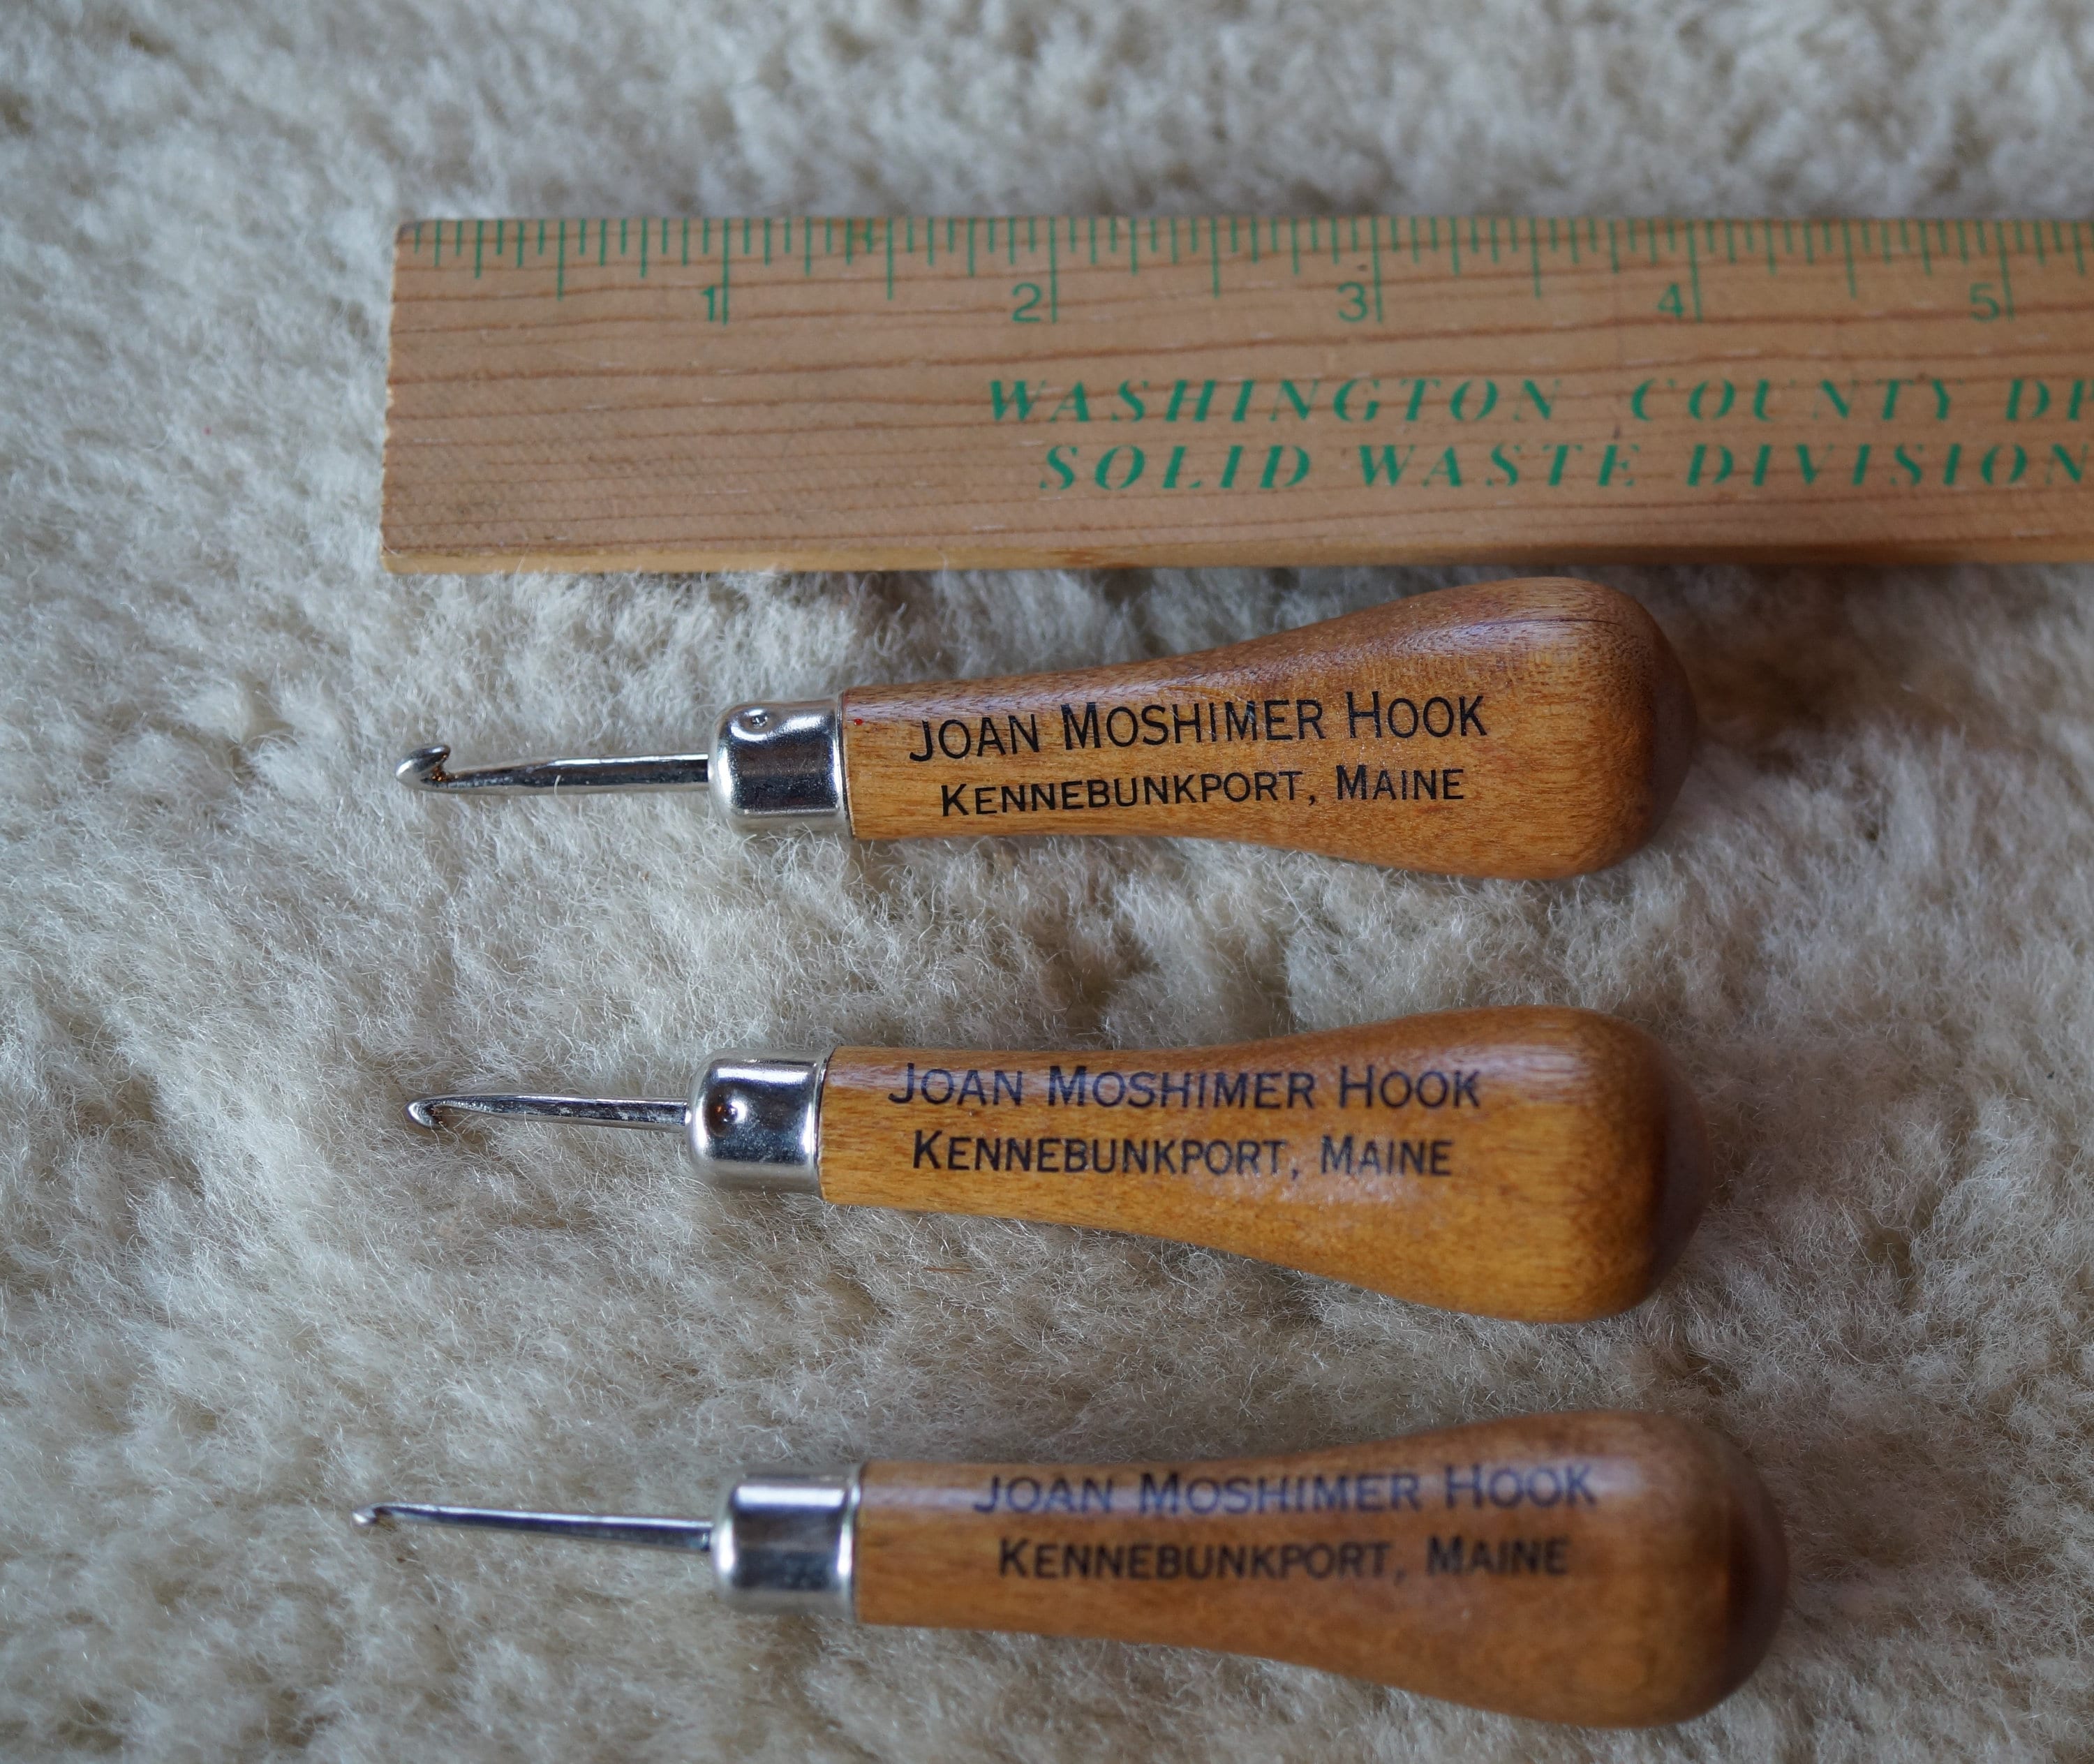 1 2 3 4 5
WASHINGTON COUNTY
SOLID WASTE DIVISION
JOAN MOSHIMER HOOK
KENNEBUNKPORT, MAINE
JOAN MOSHIMER HOOK
KENNEBUNKPORT, MAINE
JOAN MOSHIMER HOOK
KENNEBUNKPORT, MAINE